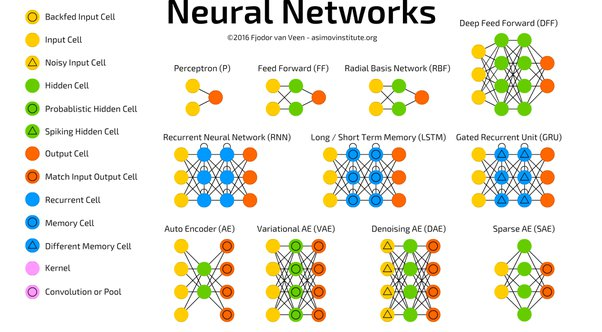 Neural Networks
©2016 Fjodor van Veen - asimovinstitute.org
Backfed Input Cell
Input Cell
Noisy Input Cell
Hidden Cell
Probablistic Hidden Cell
Spiking Hidden Cell
Output Cell
Match Input Output Cell
Recurrent Cell
Memory Cell
Different Memory Cell
Kernel
Convolution or Pool
Deep Feed Forward (DFF)
Perceptron (P)
Feed Forward (FF)
Radial Basis Network (RBF)
Recurrent Neural Network (RNN)
Long / Short Term Memory (LSTM)
Gated Recurrent Unit (GRU)
Auto Encoder (AE)
Variational AE (VAE)
Denoising AE (DAE)
Sparse AE (SAE)